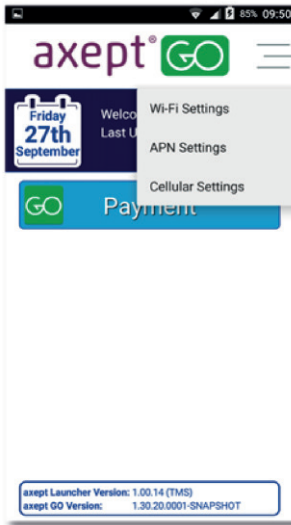 85% 09:50
axept® GO
Friday
27th
September
Welco
Last U
Wi-Fi Settings
APN Settings
Cellular Settings
GO Payment
axept Launcher Version: 1.00.14 (TMS)
axept GO Version: 1.30.20.0001-SNAPSHOT